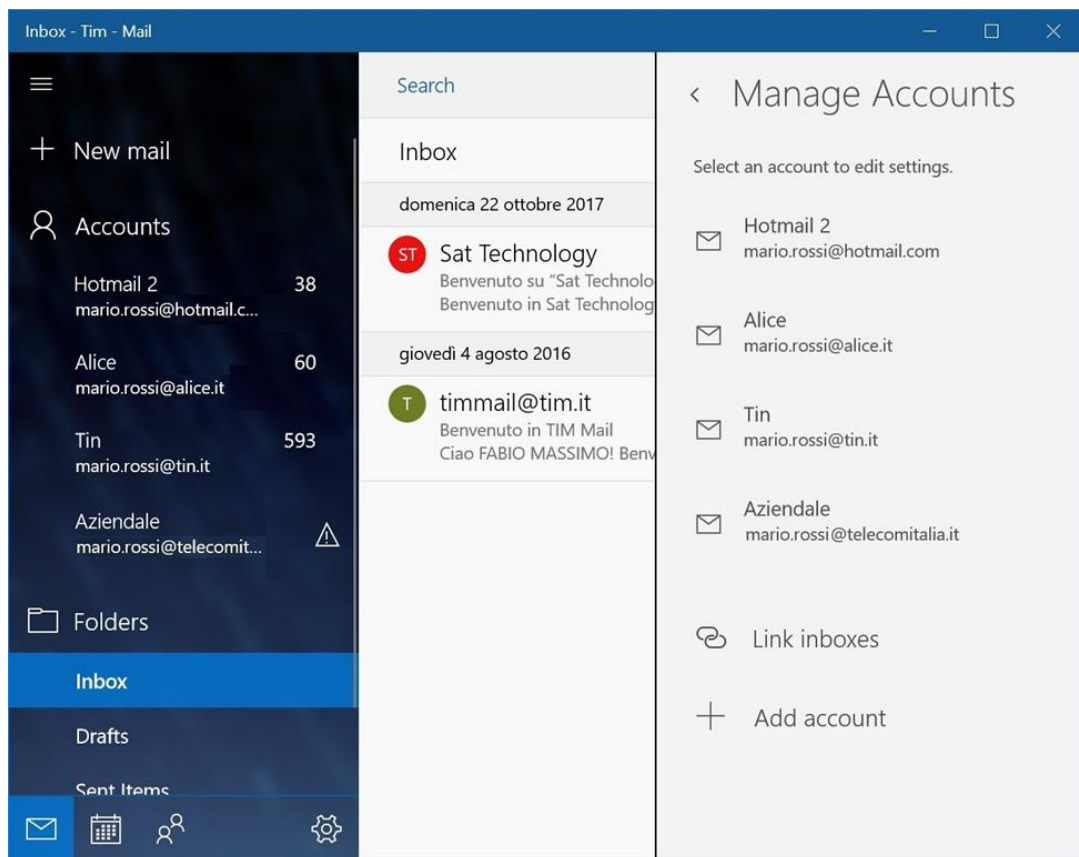 Inbox - Tim - Mail
New mail
Accounts
Hotmail 2 38
mario.rossi@hotmail.c...
Alice 60
mario.rossi@alice.it
Tin 593
mario.rossi@tin.it
Aziendale
mario.rossi@telecomit...
Folders
Inbox
Drafts
Sent Items
Search
Inbox
domenica 22 ottobre 2017
ST
Sat Technology
Benvenuto su "Sat Technolo
Benvenuto in Sat Technolog
giovedì 4 agosto 2016
T
timmail@tim.it
Benvenuto in TIM Mail
Ciao FABIO MASSIMO! Benv
Manage Accounts
Select an account to edit settings.
Hotmail 2
mario.rossi@hotmail.com
Alice
mario.rossi@alice.it
Tin
mario.rossi@tin.it
Aziendale
mario.rossi@telecomitalia.it
Link inboxes
Add account